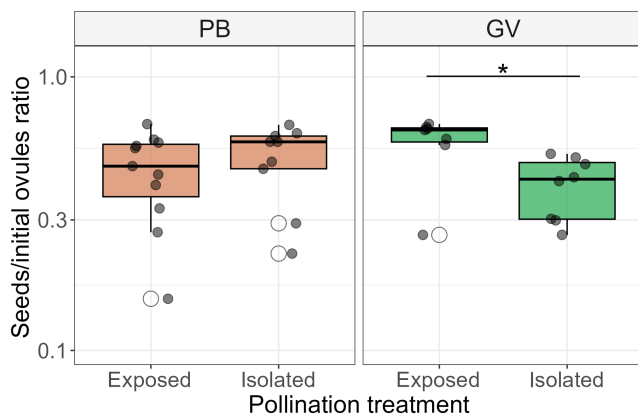 PB
GV
Seeds/initial ovules ratio
1.0
0.3
0.1
*
Exposed
Isolated
Exposed
Isolated
Pollination treatment